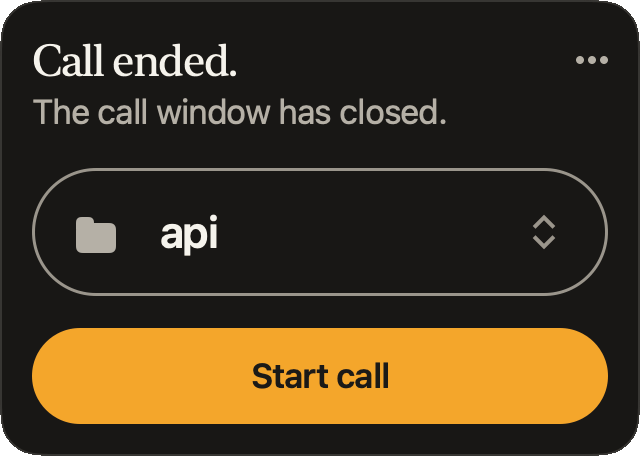 Call ended.
The call window has closed.
api
Start call